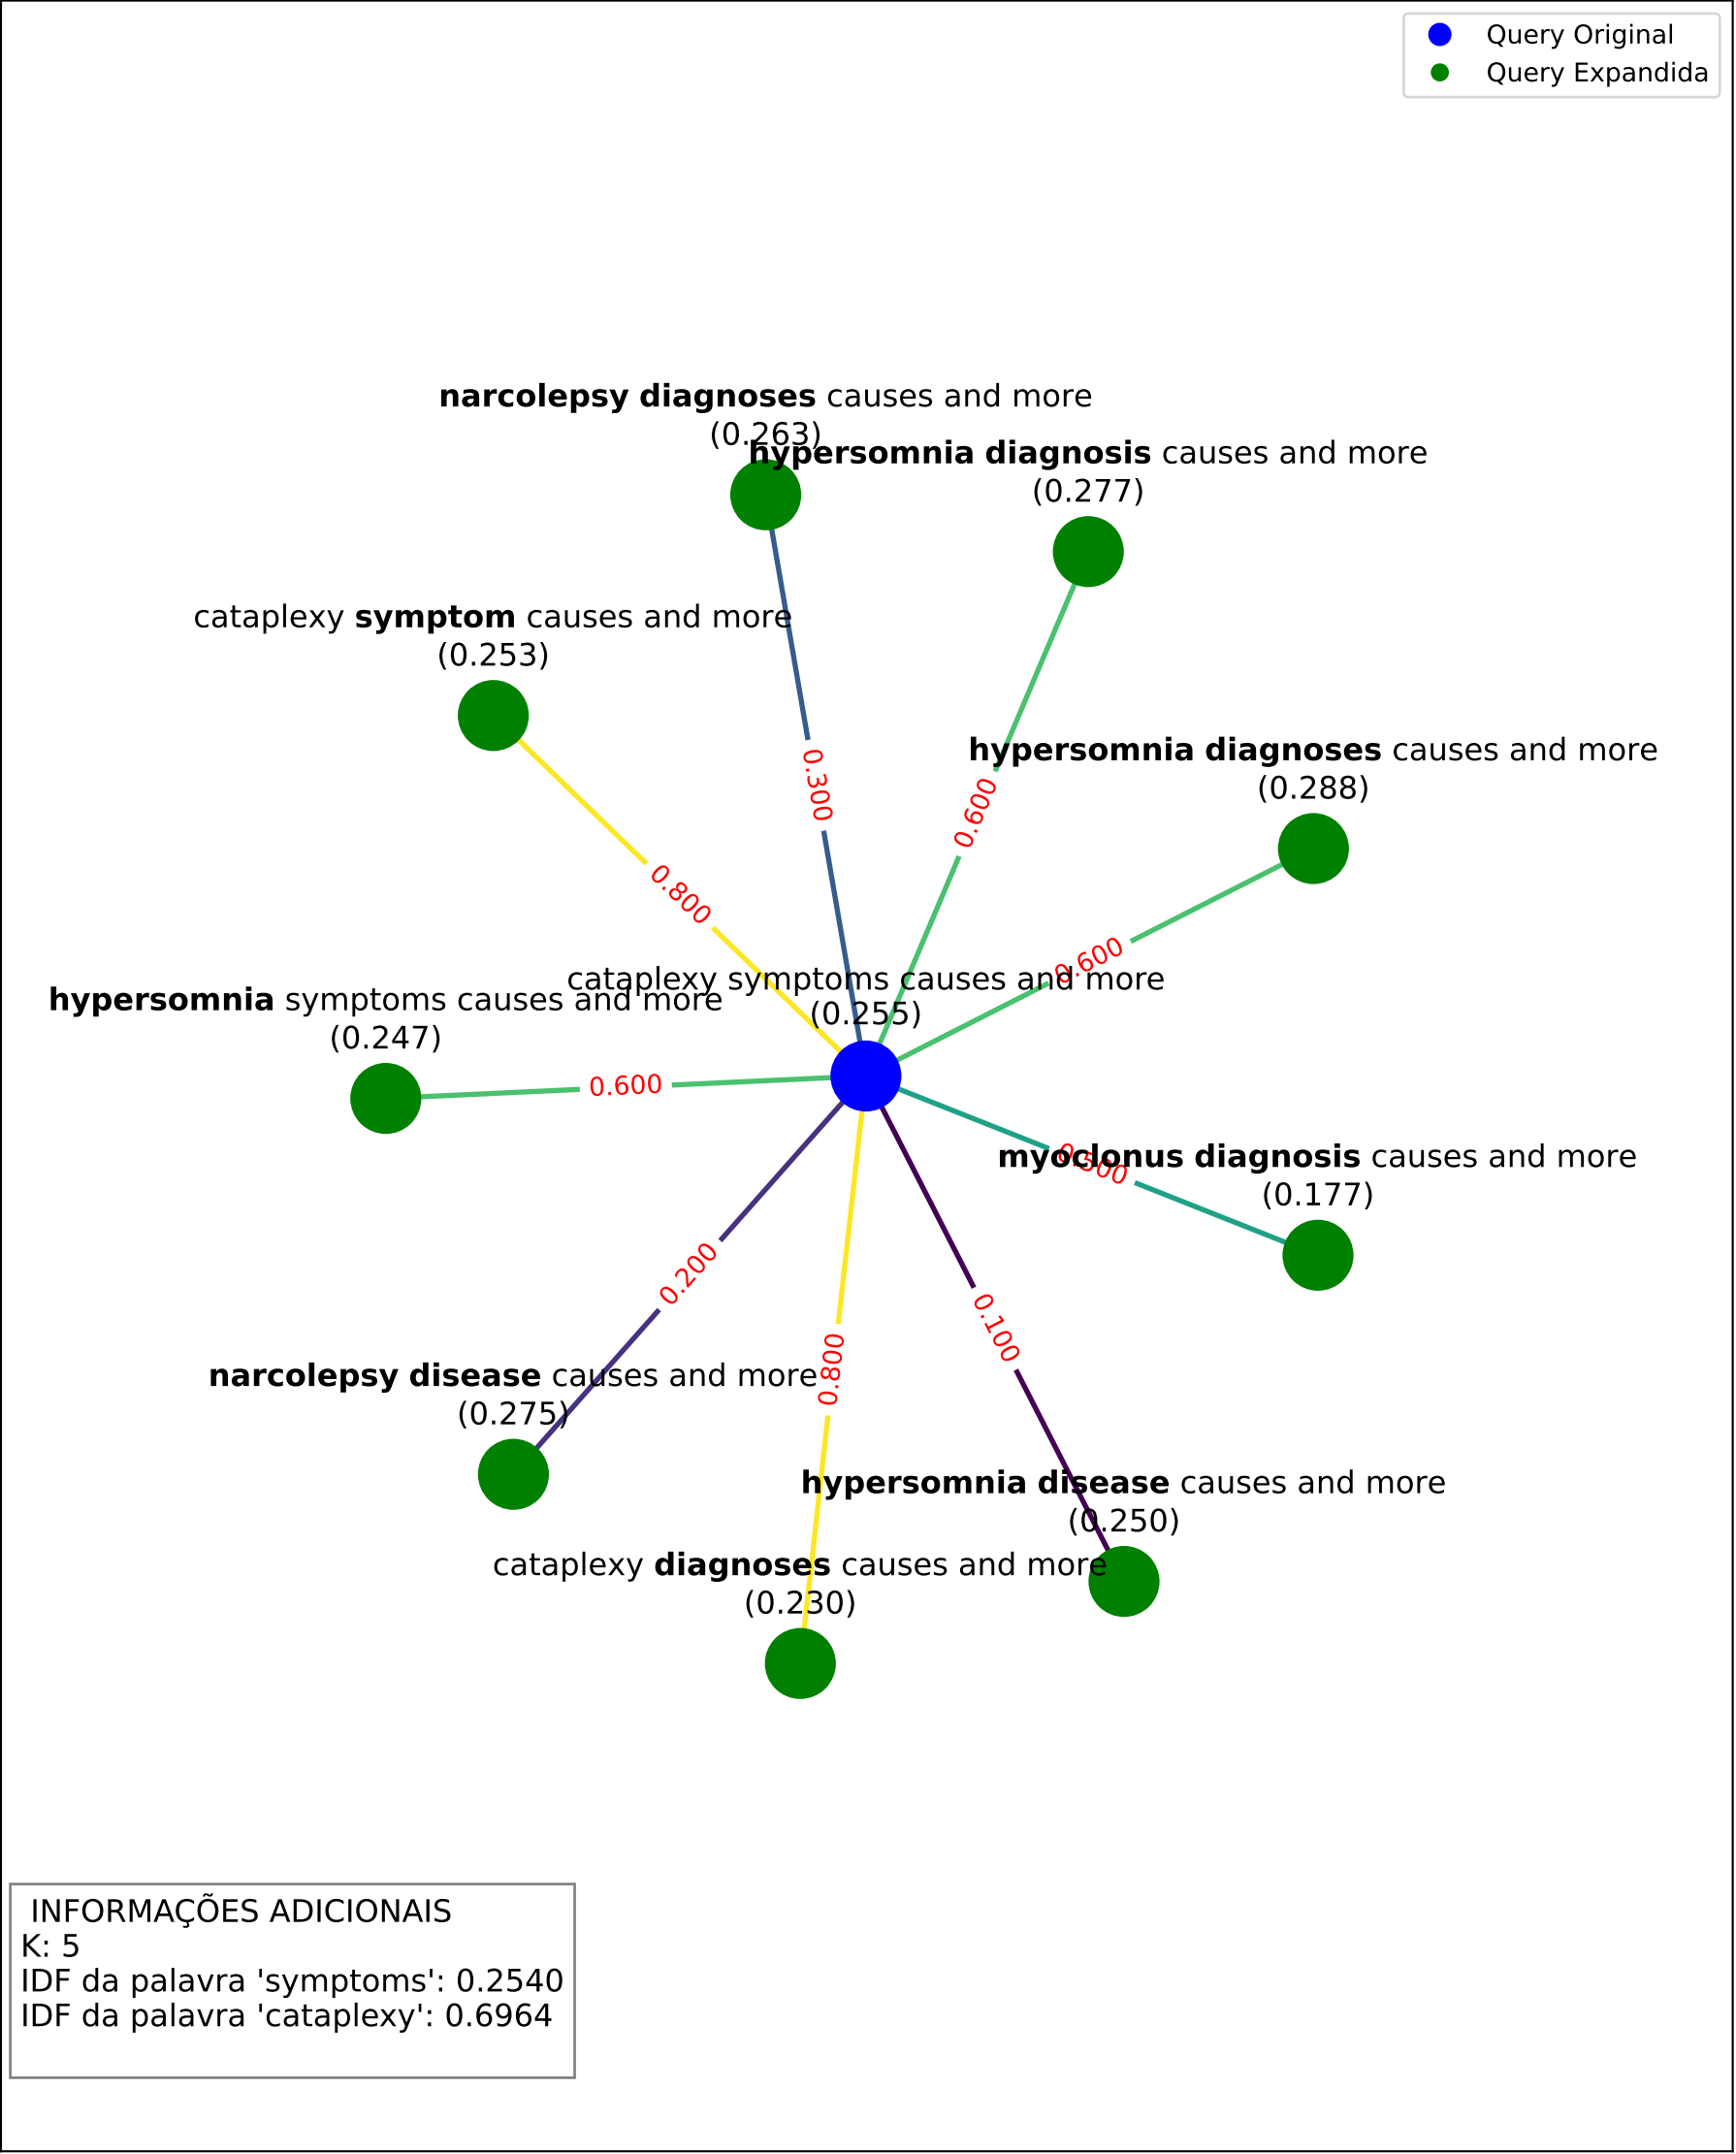 Query Original
Query Expandida
narcolepsy diagnoses causes and more
(0.263)
hypersomnia diagnosis causes and more
(0.277)
cataplexy symptom causes and more
(0.253)
hypersomnia diagnoses causes and more
(0.288)
0.300
0.600
0.800
0.600
cataplexy symptoms causes and more
(0.255)
hypersomnia symptoms causes and more
(0.247)
0.600
0.500
myoclonus diagnosis causes and more
(0.177)
0.200
0.100
0.800
narcolepsy disease causes and more
(0.275)
hypersomnia disease causes and more
(0.250)
cataplexy diagnoses causes and more
(0.230)
INFORMAÇÕES ADICIONAIS
K: 5
IDF da palavra 'symptoms': 0.2540
IDF da palavra 'cataplexy': 0.6964